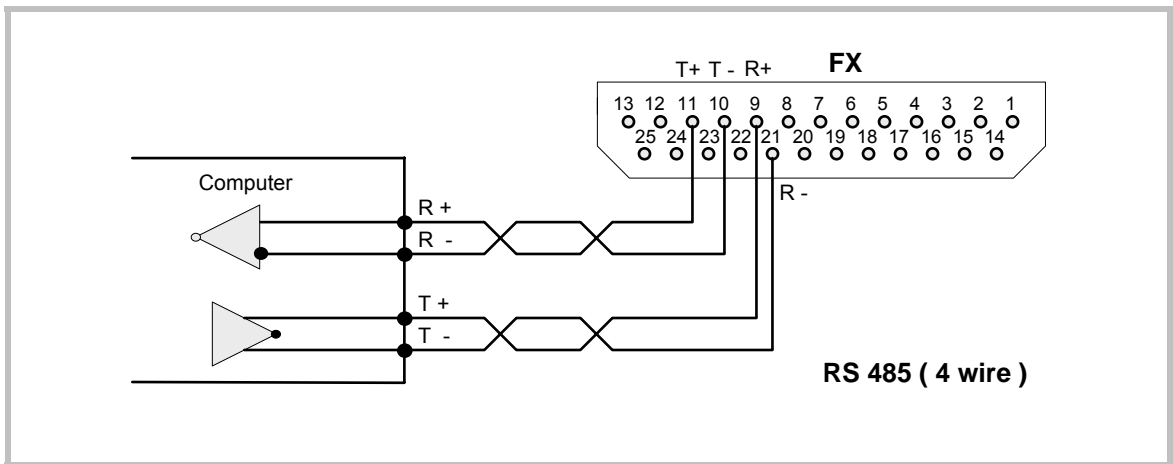 FX
T+ T - R+
13 12 11 10 9 8 7 6 5 4 3 2 1
25 24 23 22 21 20 19 18 17 16 15 14
R -
Computer
R +
R -
T +
T -
RS 485 ( 4 wire )